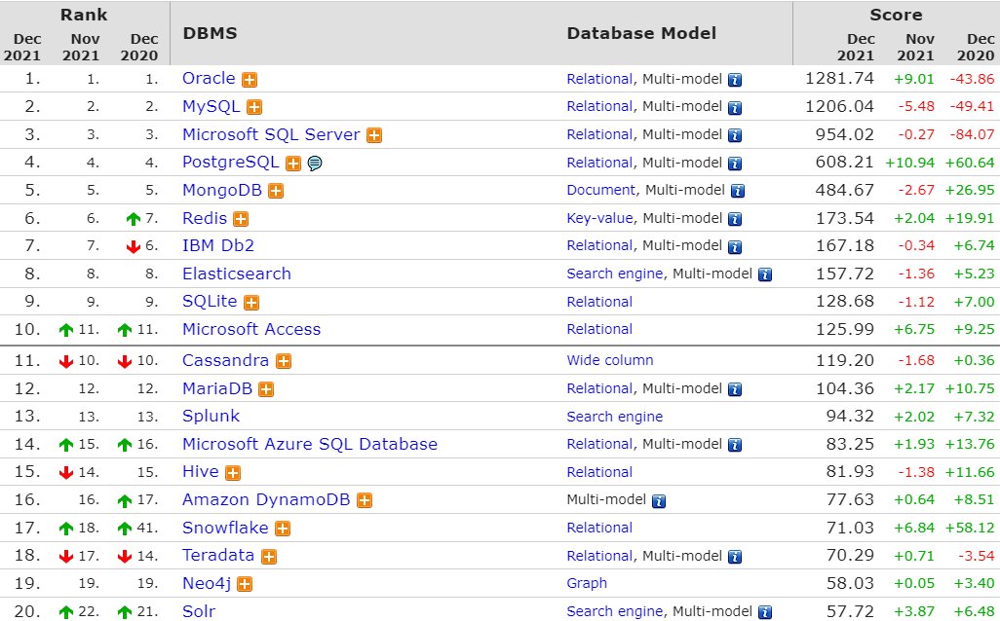 Rank Score
Dec Nov Dec DBMS Database Model Dec Nov Dec
2021 2021 2020 2021 2021 2020
1. 1. 1. Oracle Relational, Multi-model 1281.74 +9.01 -43.86
2. 2. 2. MySQL Relational, Multi-model 1206.04 -5.48 -49.41
3. 3. 3. Microsoft SQL Server Relational, Multi-model 954.02 -0.27 -84.07
4. 4. 4. PostgreSQL Relational, Multi-model 608.21 +10.94 +60.64
5. 5. 5. MongoDB Document, Multi-model 484.67 -2.67 +26.95
6. 6. 7. Redis Key-value, Multi-model 173.54 +2.04 +19.91
7. 7. 6. IBM Db2 Relational, Multi-model 167.18 -0.34 +6.74
8. 8. 8. Elasticsearch Search engine, Multi-model 157.72 -1.36 +5.23
9. 9. 9. SQLite Relational 128.68 -1.12 +7.00
10. 11. 11. Microsoft Access Relational 125.99 +6.75 +9.25
11. 10. 10. Cassandra Wide column 119.20 -1.68 +0.36
12. 12. 12. MariaDB Relational, Multi-model 104.36 +2.17 +10.75
13. 13. 13. Splunk Search engine 94.32 +2.02 +7.32
14. 15. 16. Microsoft Azure SQL Database Relational, Multi-model 83.25 +1.93 +13.76
15. 14. 15. Hive Relational 81.93 -1.38 +11.66
16. 16. 17. Amazon DynamoDB Multi-model 77.63 +0.64 +8.51
17. 18. 41. Snowflake Relational 71.03 +6.84 +58.12
18. 17. 14. Teradata Relational, Multi-model 70.29 +0.71 -3.54
19. 19. 19. Neo4j Graph 58.03 +0.05 +3.40
20. 22. 21. Solr Search engine, Multi-model 57.72 +3.87 +6.48